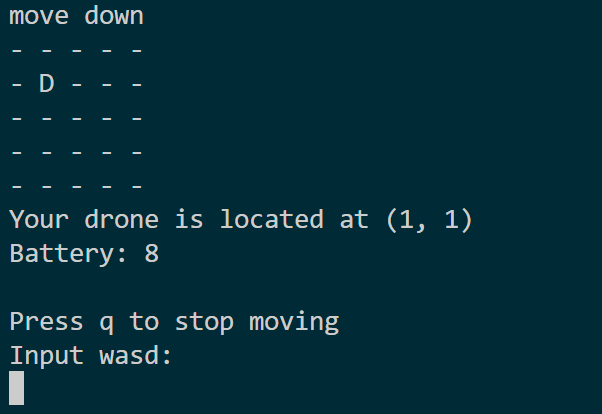 move down
- - - - -
- D - - -
- - - - -
- - - - -
- - - - -
Your drone is located at (1, 1)
Battery: 8
Press q to stop moving
Input wasd: